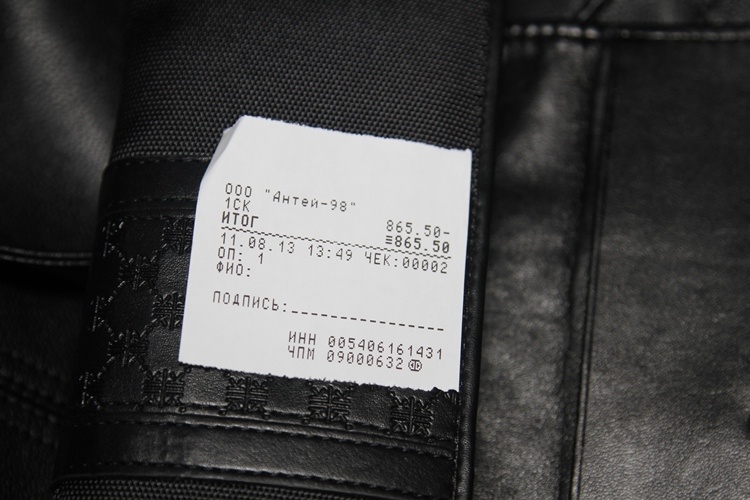 ООО "Антей-98"
1СК 865.50-
ИТОГ ≡865.50
11.08.13 13:49 ЧЕК:00002
ОП: 1
ФИО:
ПОДПИСЬ:________________
ИНН 005406161431
ЧПМ 09000632